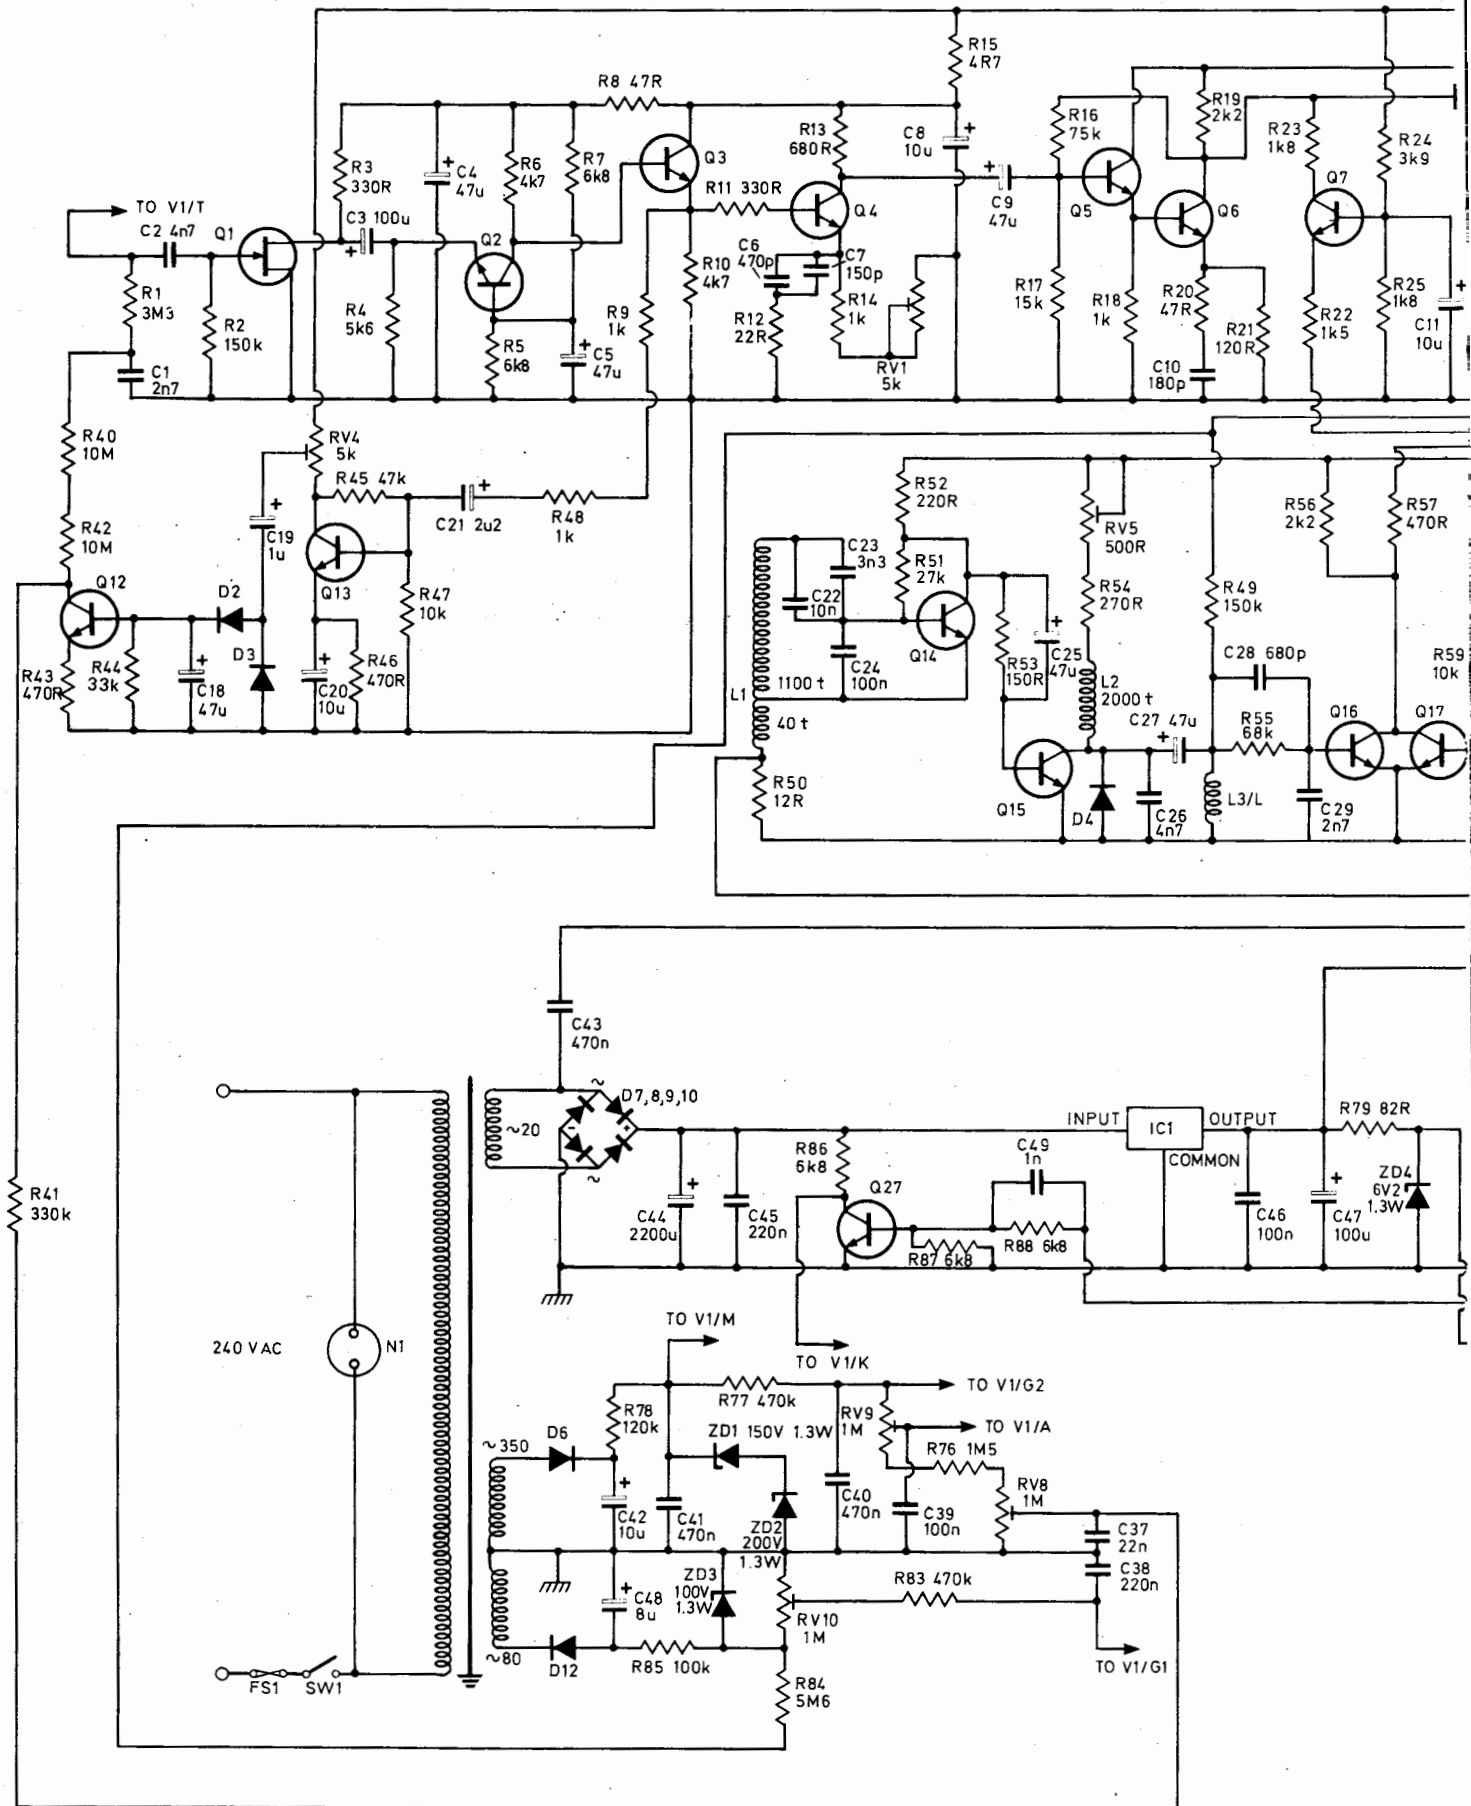 R15
4R7
R8 47R
R3
330R
C4
47u
R6
4k7
R7
6k8
Q3
R13
680R
C8
10u
R16
75k
R19
2k2
R23
1k8
R24
3k9
TO V1/T
C2 4n7
Q1
C3 100u
Q2
R11 330R
Q4
C9
47u
Q5
Q6
Q7
R1
3M3
R2
150k
R4
5k6
R5
6k8
C5
47u
R9
1k
R10
4k7
C6
470p
C7
150p
R12
22R
R14
1k
RV1
5k
R17
15k
R18
1k
R20
47R
R21
120R
C10
180p
R22
1k5
R25
1k8
C11
10u
C1
2n7
R40
10M
RV4
5k
R45 47k
C21 2u2
R48
1k
R42
10M
C19
1u
Q12
D2
Q13
R47
10k
R43
470R
R44
33k
C18
47u
D3
C20
10u
R46
470R
R52
220R
C23
3n3
R51
27k
C22
10n
Q14
C24
100n
L1
1100 t
40 t
R50
12R
RV5
500R
R54
270R
R53
150R
C25
47u
L2
2000 t
Q15
D4
C27 47u
C26
4n7
R49
150k
C28 680p
R55
68k
L3/L
C29
2n7
R56
2k2
R57
470R
R59
10k
Q16
Q17
C43
470n
D7,8,9,10
~
~20
- +
~
INPUT
IC1
OUTPUT
COMMON
R79 82R
R86
6k8
C49
1n
Q27
C44
2200u
C45
220n
R87 6k8
R88 6k8
C46
100n
C47
100u
ZD4
6V2
1.3W
R41
330k
240 VAC
N1
TO V1/M
TO V1/K
R77 470k
TO V1/G2
R78
120k
RV9
1M
TO V1/A
ZD1 150V 1.3W
~350
D6
R76 1M5
RV8
1M
C42
10u
C41
470n
ZD2
200V
1.3W
C40
470n
C39
100n
C37
22n
C38
220n
C48
8u
ZD3
100V
1.3W
R83 470k
RV10
1M
~80
D12
R85 100k
R84
5M6
TO V1/G1
FS1
SW1